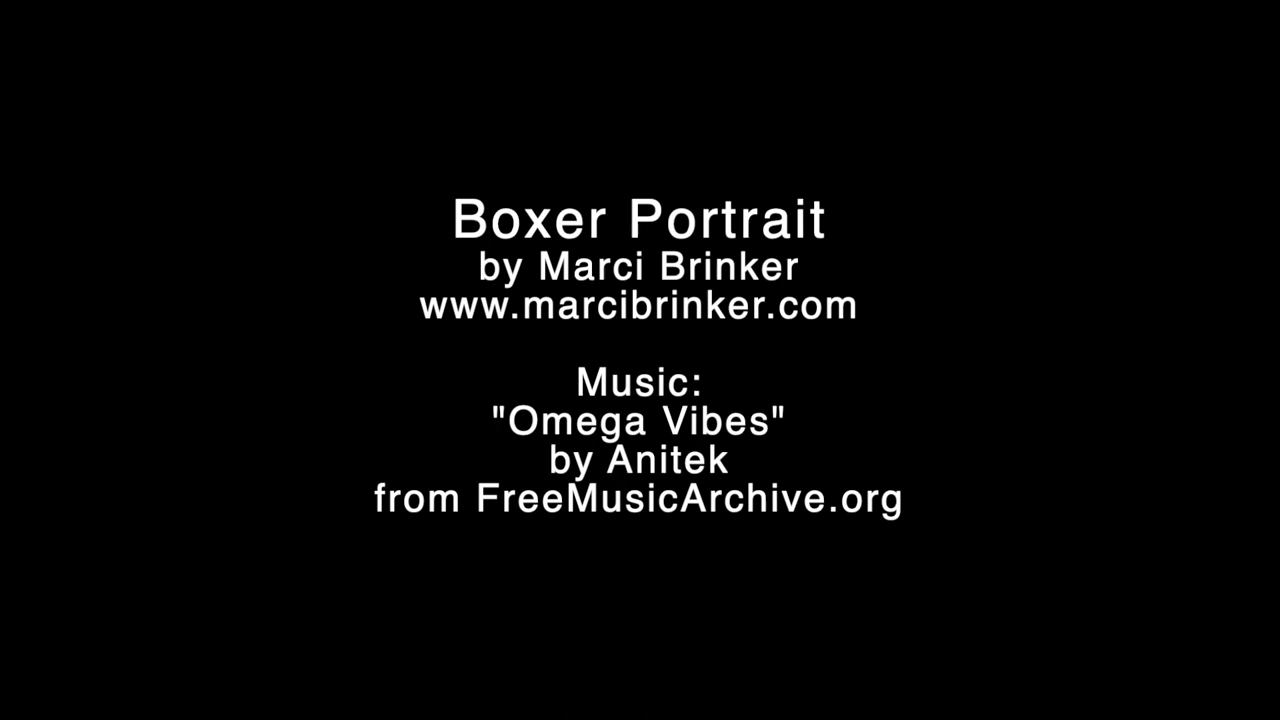 Boxer Portrait
by Marci Brinker
www.marcibrinker.com
Music:
"Omega Vibes"
by Anitek
from FreeMusicArchive.org